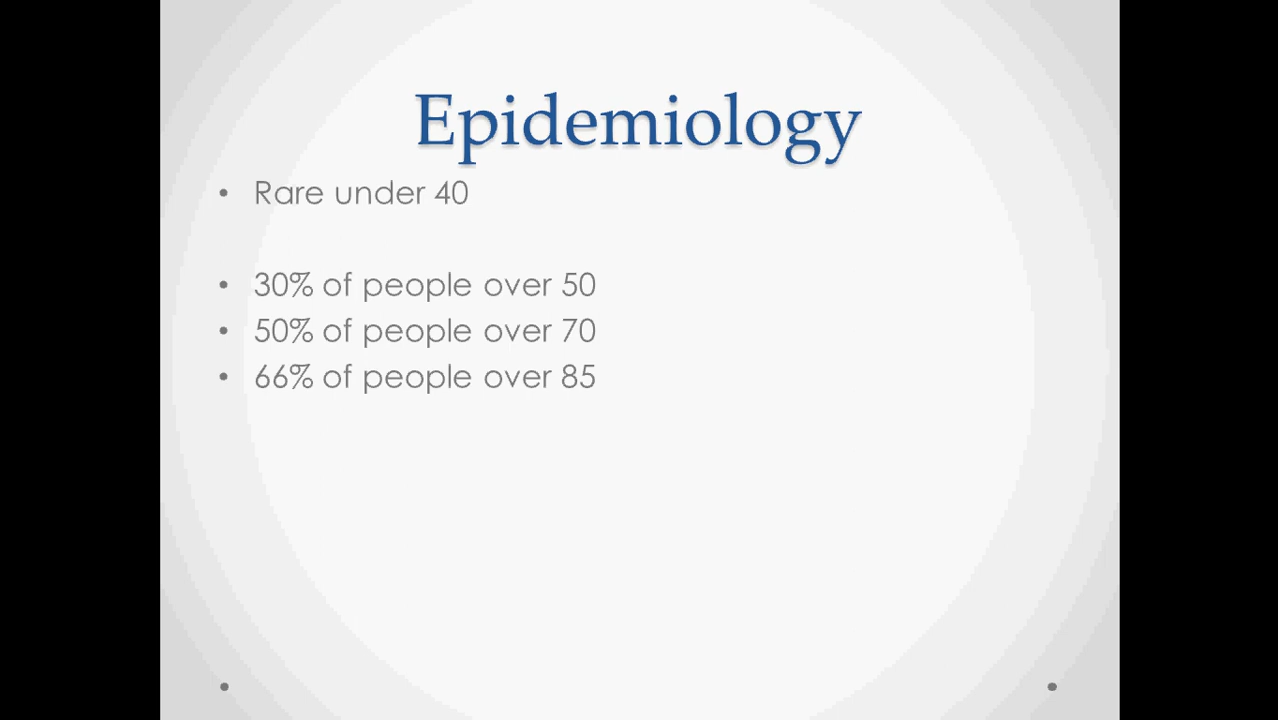 Epidemiology
• Rare under 40
• 30% of people over 50
• 50% of people over 70
• 66% of people over 85